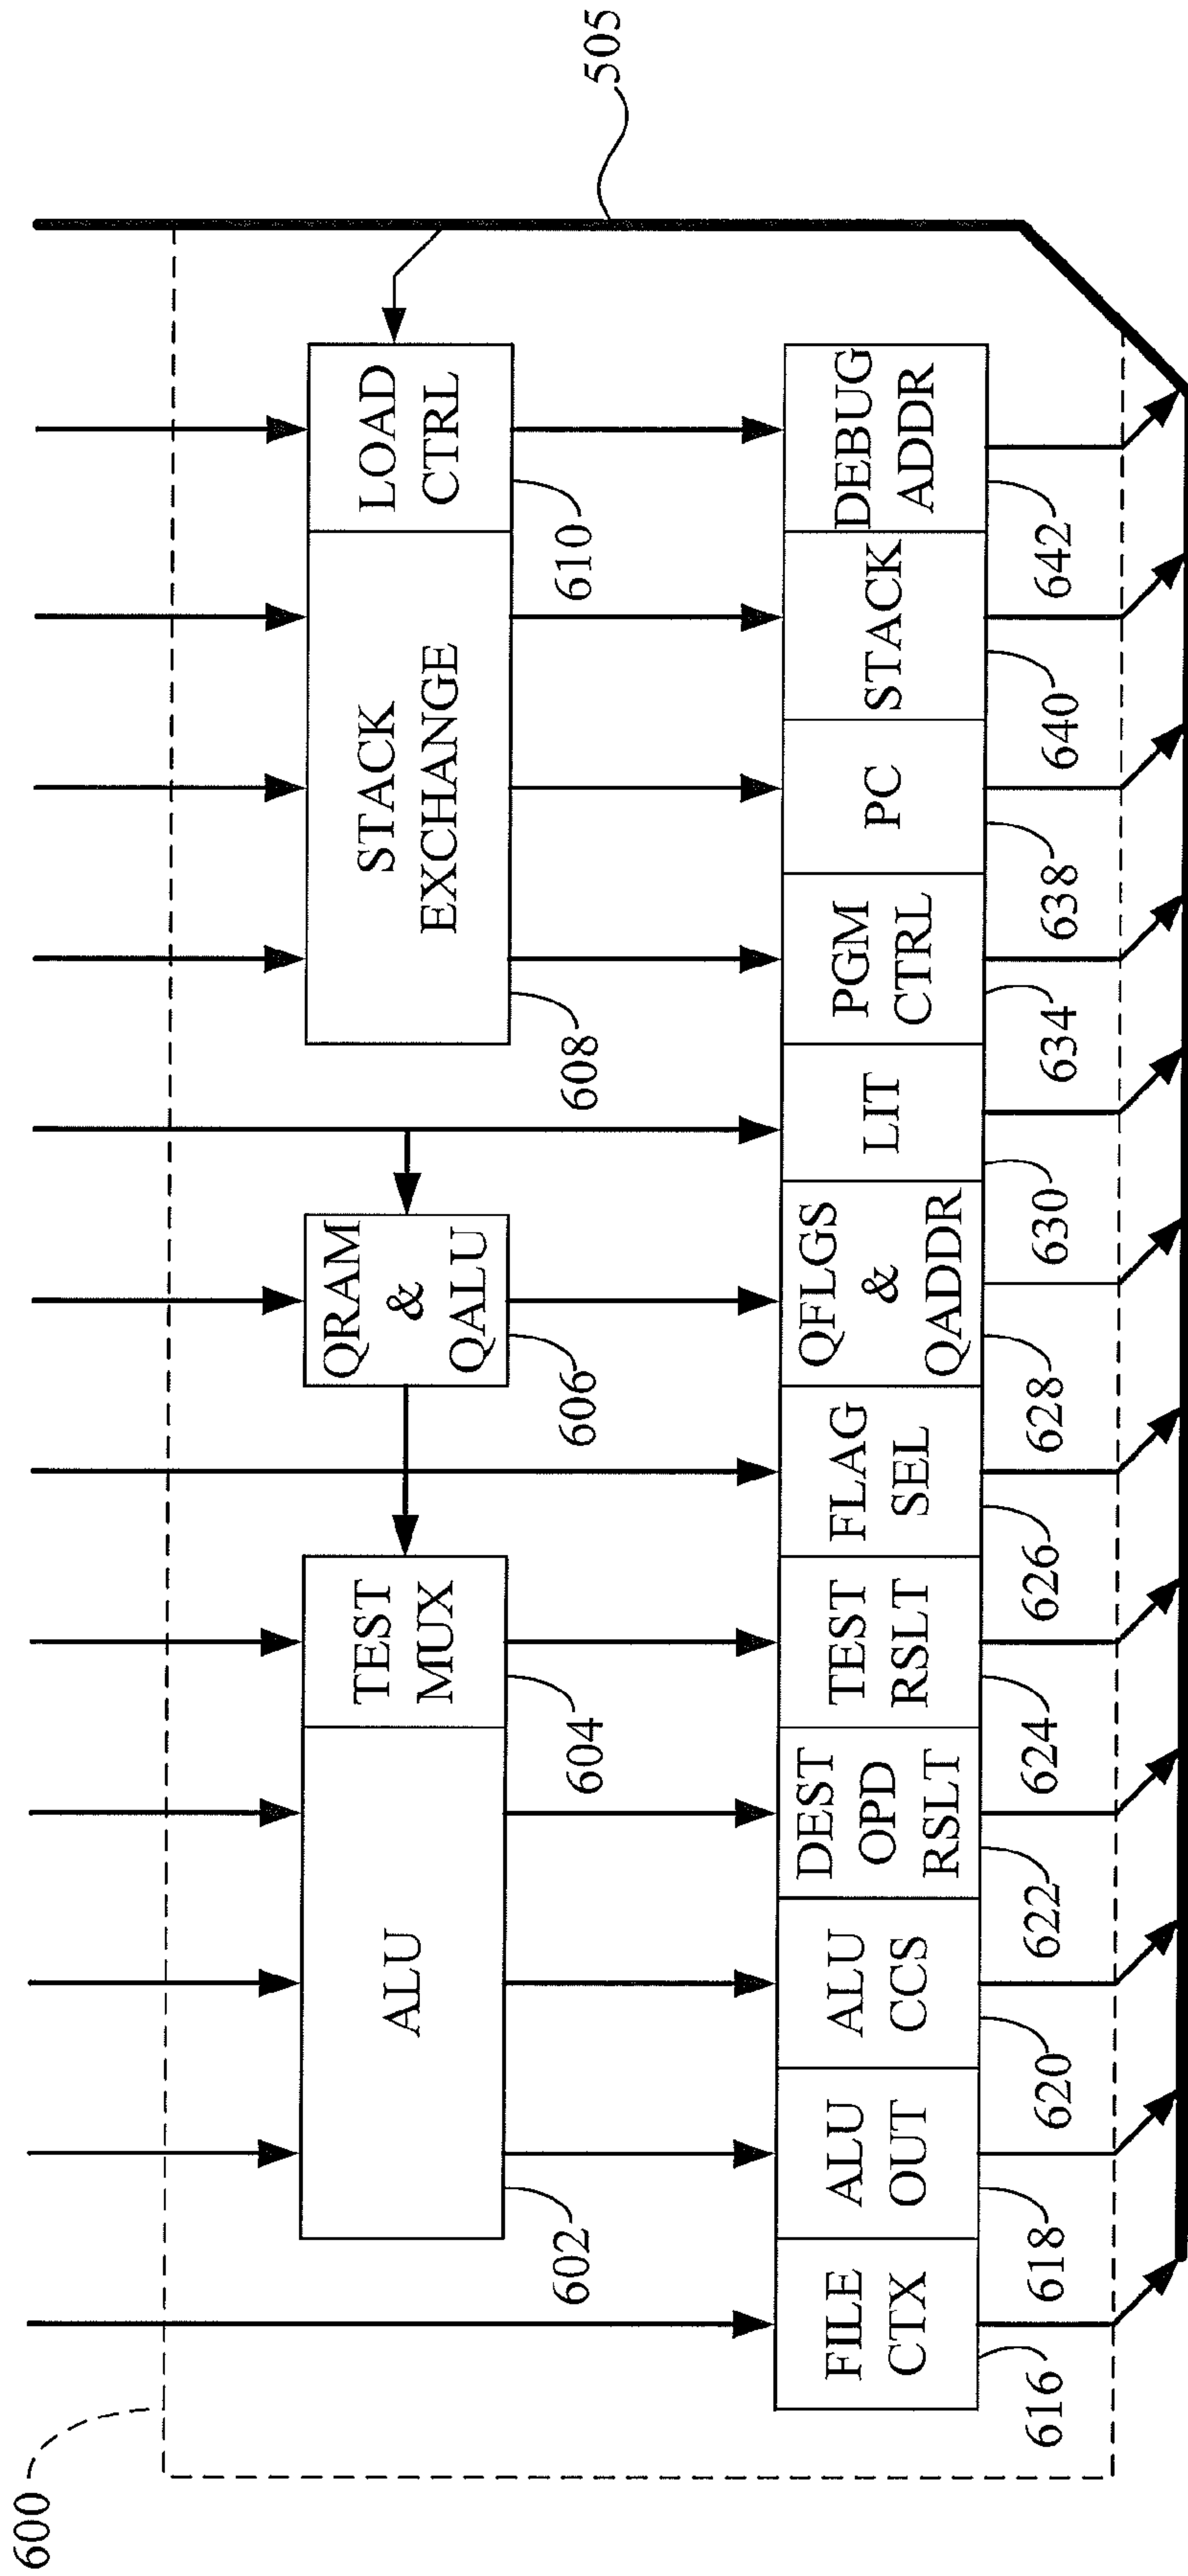 600
505
ALU
TEST
MUX
QRAM
&
QALU
STACK
EXCHANGE
LOAD
CTRL
602
604
606
608
610
FILE
CTX
ALU
OUT
ALU
CCS
DEST
OPD
RSLT
TEST
RSLT
FLAG
SEL
QFLGS
&
QADDR
LIT
PGM
CTRL
PC
STACK
DEBUG
ADDR
616
618
620
622
624
626
628
630
634
638
640
642